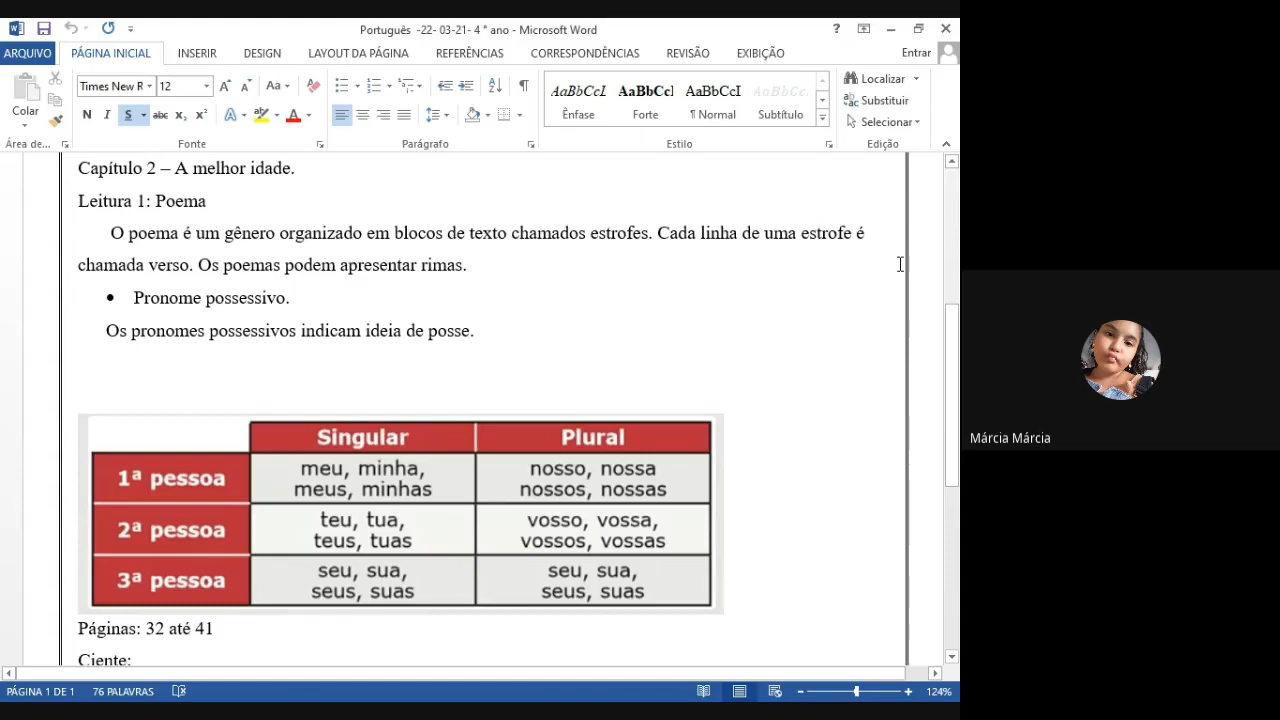 Português -22- 03-21- 4 ° ano - Microsoft Word
ARQUIVO PÁGINA INICIAL INSERIR DESIGN LAYOUT DA PÁGINA REFERÊNCIAS CORRESPONDÊNCIAS REVISÃO EXIBIÇÃO Entrar
Colar
Times New R 12 Aa
N I S abc x₂ x² A A
AaBbCcI AaBbCcI AaBbCcI AaBbCc.
Ênfase Forte ¶ Normal Subtítulo
Localizar
Substituir
Selecionar
Área de... Fonte Parágrafo Estilo Edição
Capítulo 2 – A melhor idade.
Leitura 1: Poema
O poema é um gênero organizado em blocos de texto chamados estrofes. Cada linha de uma estrofe é
chamada verso. Os poemas podem apresentar rimas.
• Pronome possessivo.
Os pronomes possessivos indicam ideia de posse.
Singular Plural
1ª pessoa meu, minha, meus, minhas nosso, nossa nossos, nossas
2ª pessoa teu, tua, teus, tuas vosso, vossa, vossos, vossas
3ª pessoa seu, sua, seus, suas seu, sua, seus, suas
Páginas: 32 até 41
Ciente:
PÁGINA 1 DE 1 76 PALAVRAS 124%
Márcia Márcia